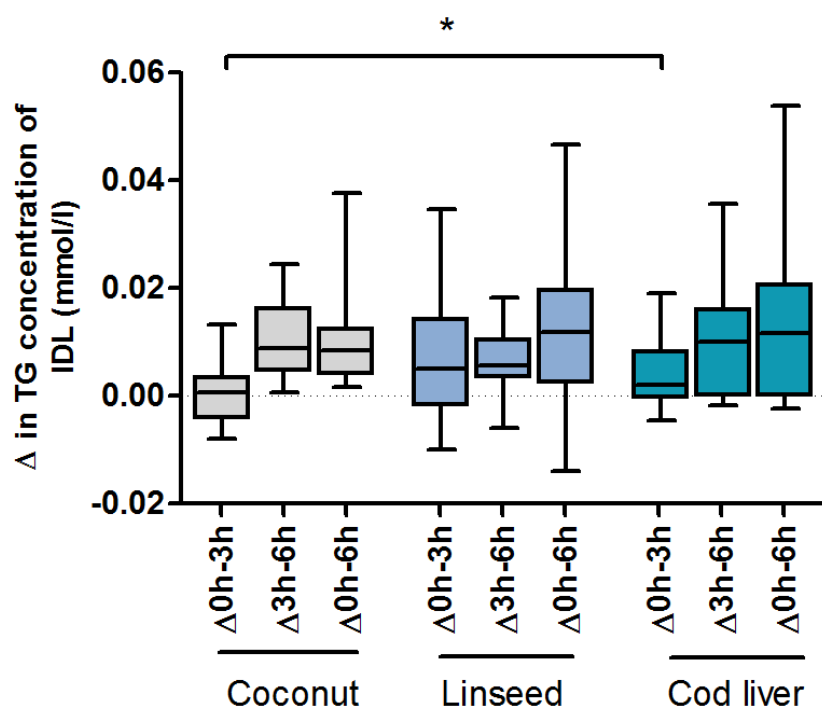 *
Δ in TG concentration of
IDL (mmol/l)
0.06
0.04
0.02
0.00
-0.02
Δ0h-3h
Δ3h-6h
Δ0h-6h
Δ0h-3h
Δ3h-6h
Δ0h-6h
Δ0h-3h
Δ3h-6h
Δ0h-6h
Coconut
Linseed
Cod liver